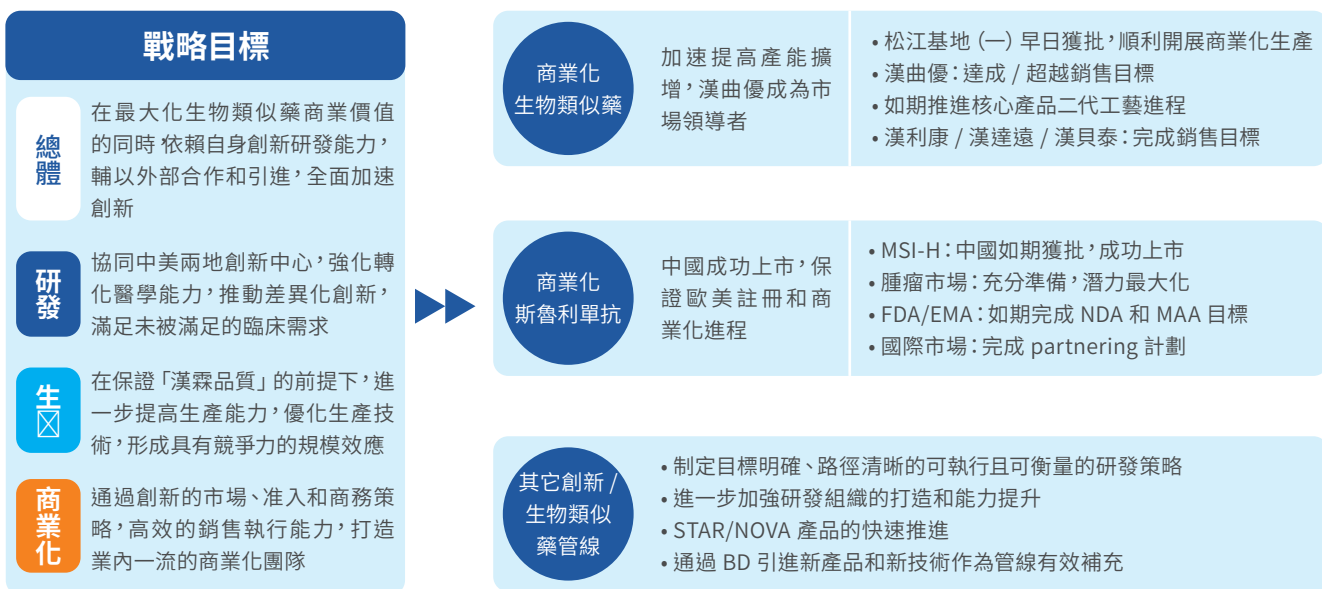 戰略目標
總體
在最大化生物類似藥商業價值
的同時 依賴自身創新研發能力，
輔以外部合作和引進，全面加速
創新
研發
協同中美兩地創新中心，強化轉
化醫學能力，推動差異化創新，
滿足未被滿足的臨床需求
生
在保證「漢霖品質」的前提下，進
一步提高生產能力，優化生產技
術，形成具有競爭力的規模效應
商業化
通過創新的市場、准入和商務策
略，高效的銷售執行能力，打造
業內一流的商業化團隊
商業化
生物類似藥
加速提高產能擴
增，漢曲優成為市
場領導者
• 松江基地（一）早日獲批，順利開展商業化生產
• 漢曲優：達成 / 超越銷售目標
• 如期推進核心產品二代工藝進程
• 漢利康 / 漢達遠 / 漢貝泰：完成銷售目標
商業化
斯魯利單抗
中國成功上市，保
證歐美註冊和商
業化進程
• MSI-H：中國如期獲批，成功上市
• 腫瘤市場：充分準備，潛力最大化
• FDA/EMA：如期完成 NDA 和 MAA 目標
• 國際市場：完成 partnering 計劃
其它創新 /
生物類似
藥管線
• 制定目標明確、路徑清晰的可執行且可衡量的研發策略
• 進一步加強研發組織的打造和能力提升
• STAR/NOVA 產品的快速推進
• 通過 BD 引進新產品和新技術作為管線有效補充